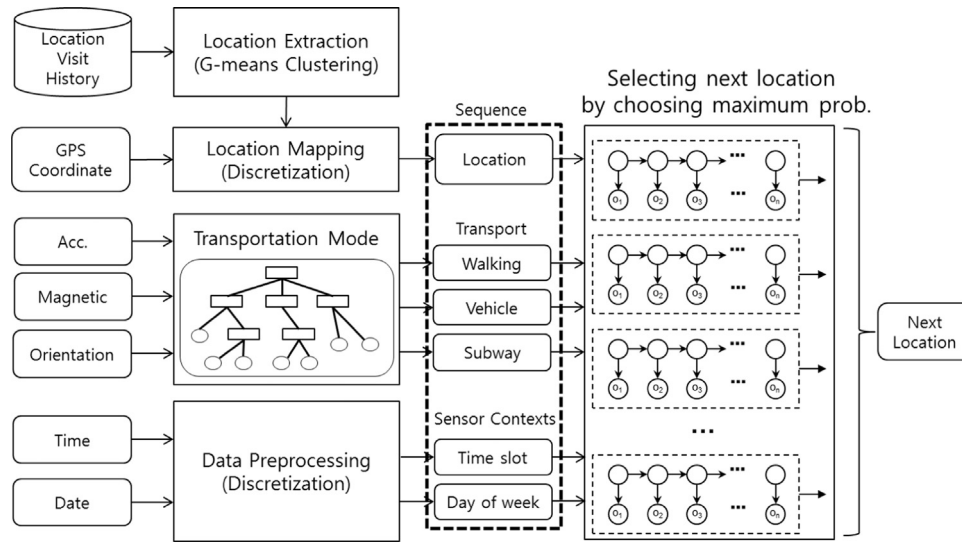 Location
Visit
History
Location Extraction
(G-means Clustering)
GPS
Coordinate
Location Mapping
(Discretization)
Acc.
Magnetic
Orientation
Transportation Mode
Time
Date
Data Preprocessing
(Discretization)
Sequence
Location
Transport
Walking
Vehicle
Subway
Sensor Contexts
Time slot
Day of week
Selecting next location
by choosing maximum prob.
...
o1 o2 o3 ... on
...
o1 o2 o3 ... on
...
o1 o2 o3 ... on
...
...
o1 o2 o3 ... on
Next
Location